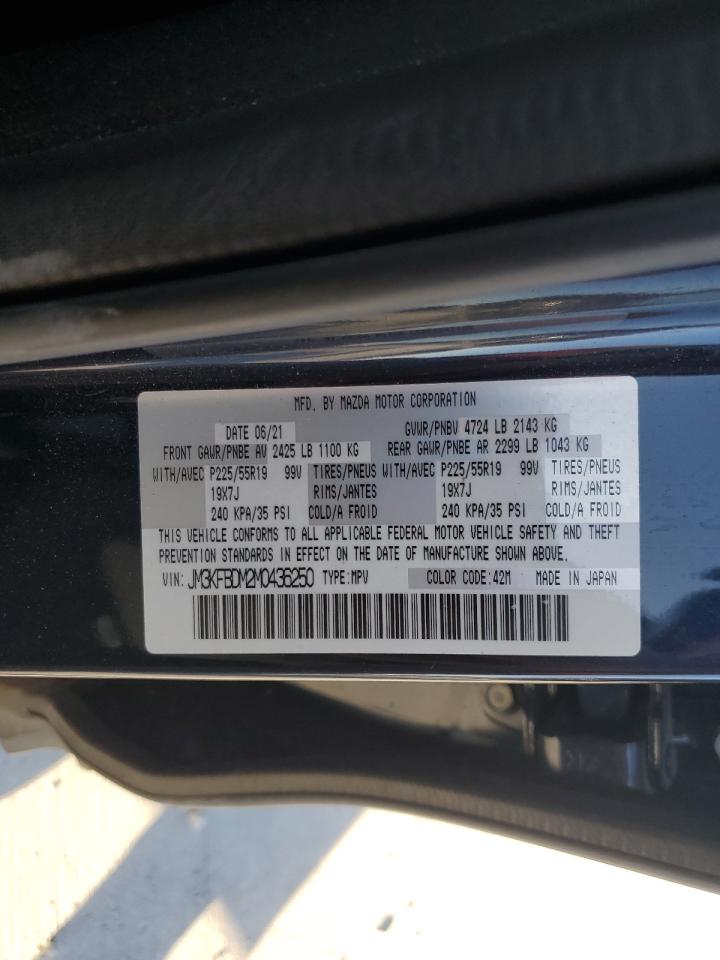 MFD. BY MAZDA MOTOR CORPORATION
DATE 06/21 GVWR/PNBV 4724 LB 2143 KG
FRONT GAWR/PNBE AV 2425 LB 1100 KG REAR GAWR/PNBE AR 2299 LB 1043 KG
WITH/AVEC P225/55R19 99V TIRES/PNEUS WITH/AVEC P225/55R19 99V TIRES/PNEUS
19X7J RIMS/JANTES 19X7J RIMS/JANTES
240 KPA/35 PSI COLD/A FROID 240 KPA/35 PSI COLD/A FROID
THIS VEHICLE CONFORMS TO ALL APPLICABLE FEDERAL MOTOR VEHICLE SAFETY AND THEFT
PREVENTION STANDARDS IN EFFECT ON THE DATE OF MANUFACTURE SHOWN ABOVE.
VIN: JM3KFBDM2M0436250 TYPE:MPV COLOR CODE:42M MADE IN JAPAN